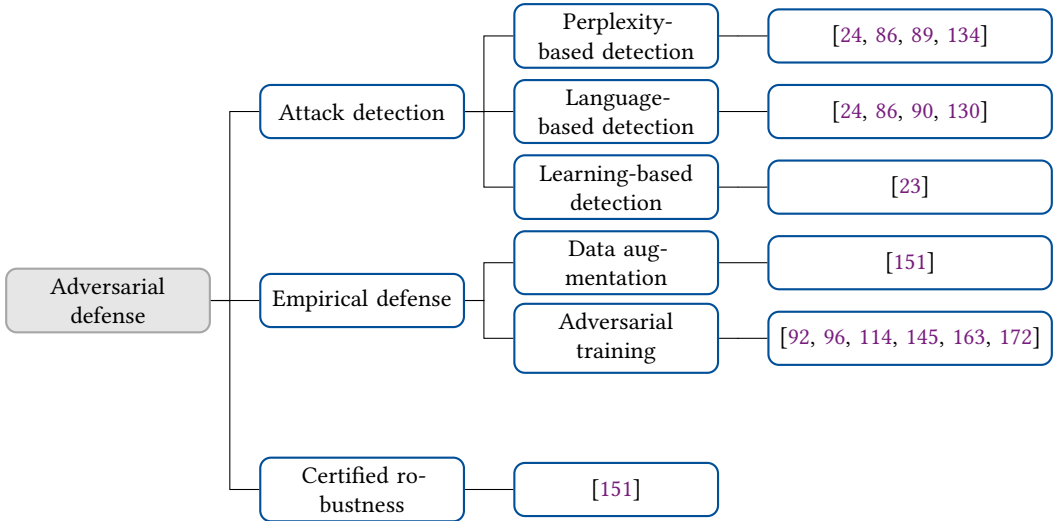 Adversarial
defense
Attack detection
Perplexity-
based detection
[24, 86, 89, 134]
Language-
based detection
[24, 86, 90, 130]
Learning-based
detection
[23]
Empirical defense
Data aug-
mentation
[151]
Adversarial
training
[92, 96, 114, 145, 163, 172]
Certified ro-
bustness
[151]